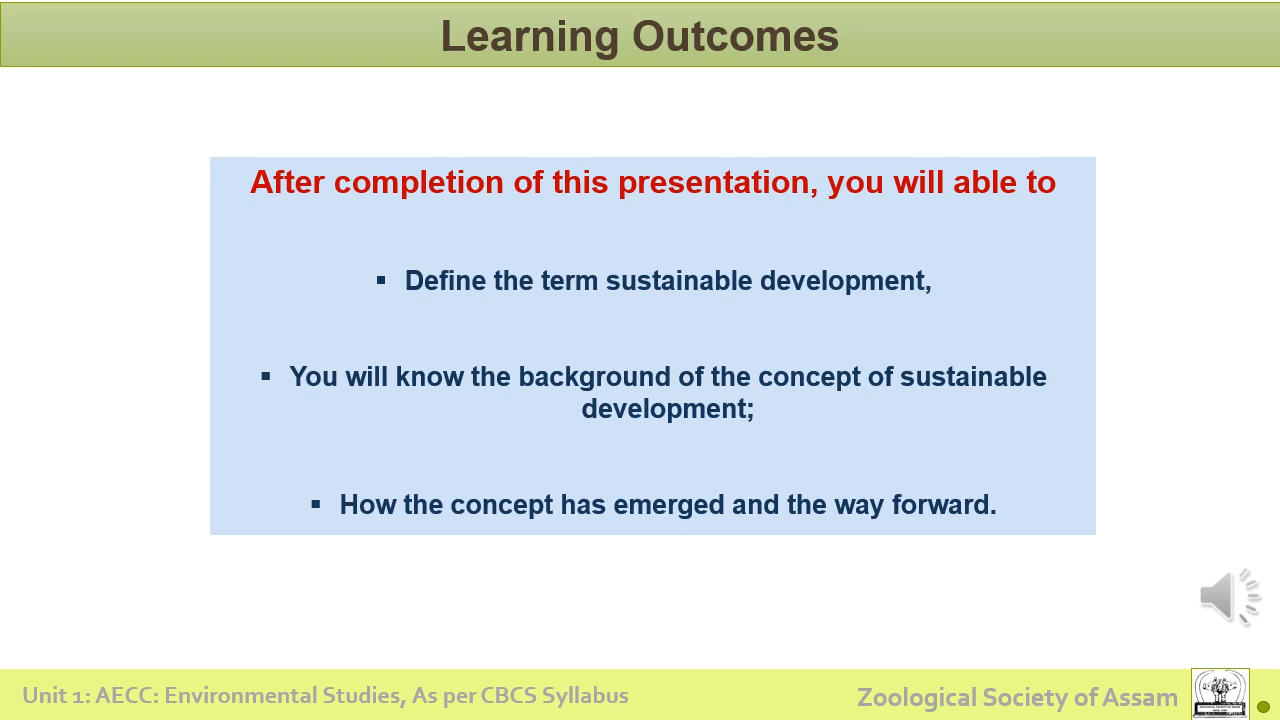 Learning Outcomes
After completion of this presentation, you will able to
▪ Define the term sustainable development,
▪ You will know the background of the concept of sustainable
development;
▪ How the concept has emerged and the way forward.
Unit 1: AECC: Environmental Studies, As per CBCS Syllabus
Zoological Society of Assam